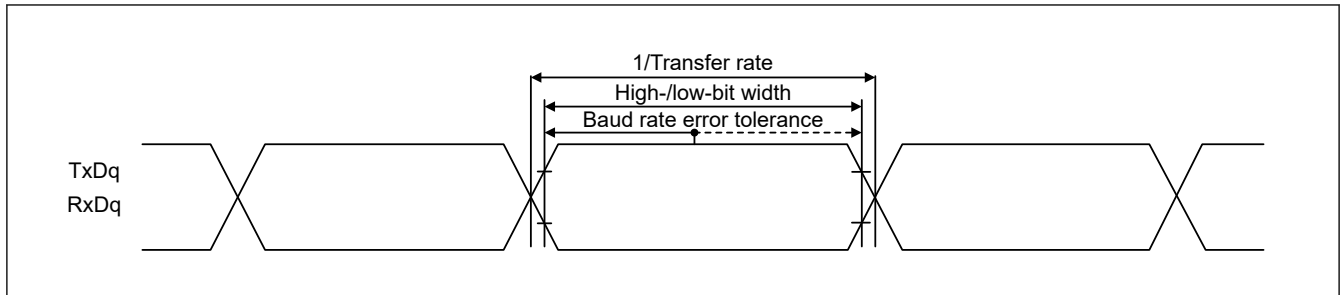 1/Transfer rate
High-/low-bit width
Baud rate error tolerance
TxDq
RxDq